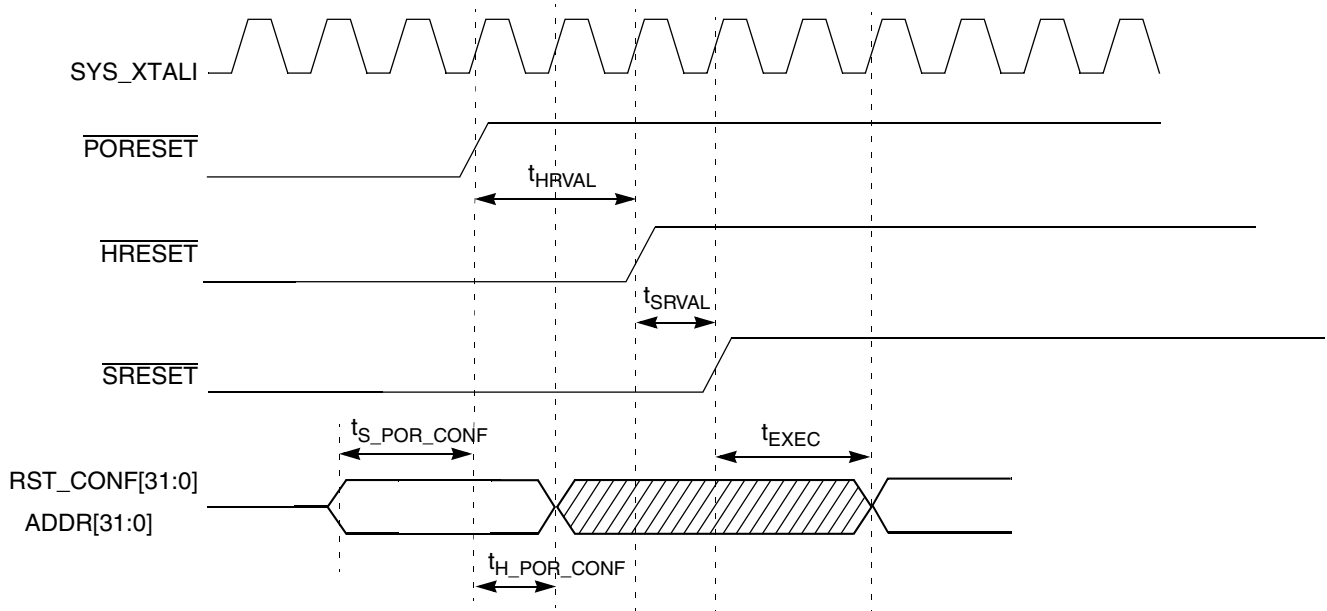 SYS_XTALI
PORESET
tHRVAL
HRESET
tSRVAL
SRESET
tS_POR_CONF
tEXEC
RST_CONF[31:0]
ADDR[31:0]
tH_POR_CONF